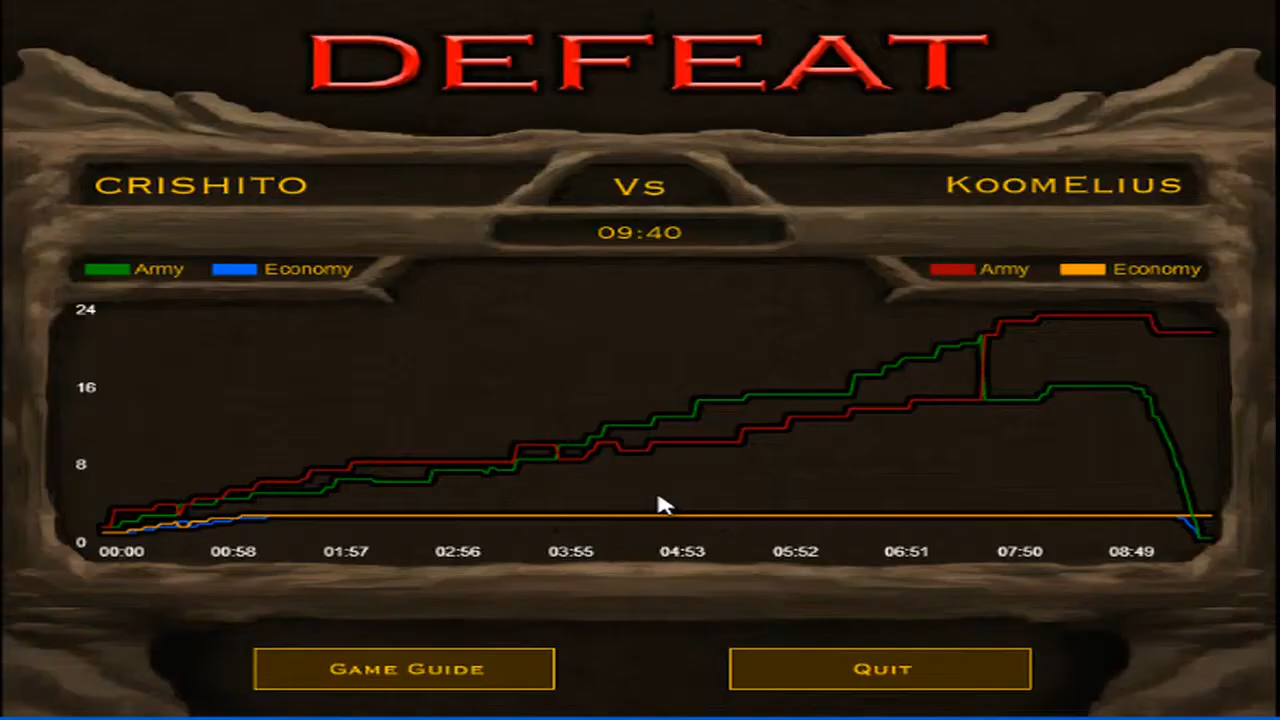 DEFEAT
CRISHITO Vs KOOMELIUS
09:40
Army Economy Army Economy
24
16
8
0
00:00 00:58 01:57 02:56 03:55 04:53 05:52 06:51 07:50 08:49
GAME GUIDE QUIT